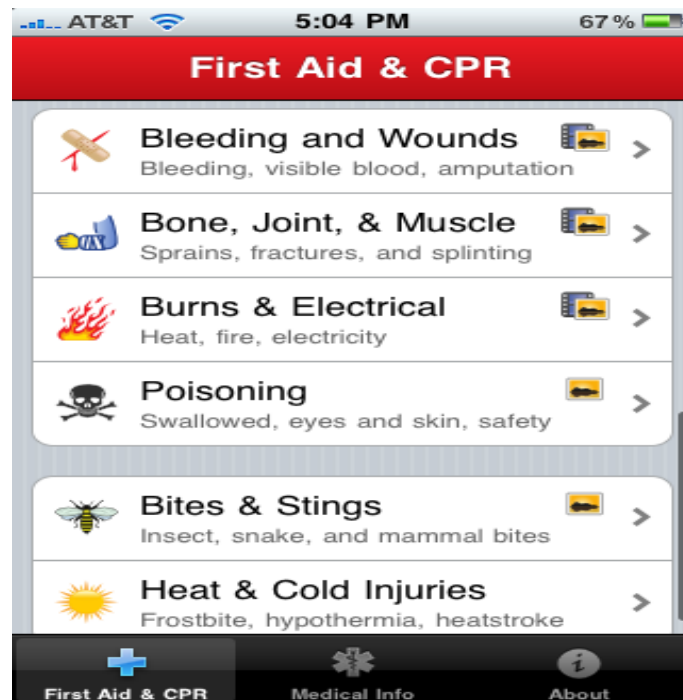 AT&T 5:04 PM 67%
First Aid & CPR
Bleeding and Wounds
Bleeding, visible blood, amputation
Bone, Joint, & Muscle
Sprains, fractures, and splinting
Burns & Electrical
Heat, fire, electricity
Poisoning
Swallowed, eyes and skin, safety
Bites & Stings
Insect, snake, and mammal bites
Heat & Cold Injuries
Frostbite, hypothermia, heatstroke
First Aid & CPR Medical Info About